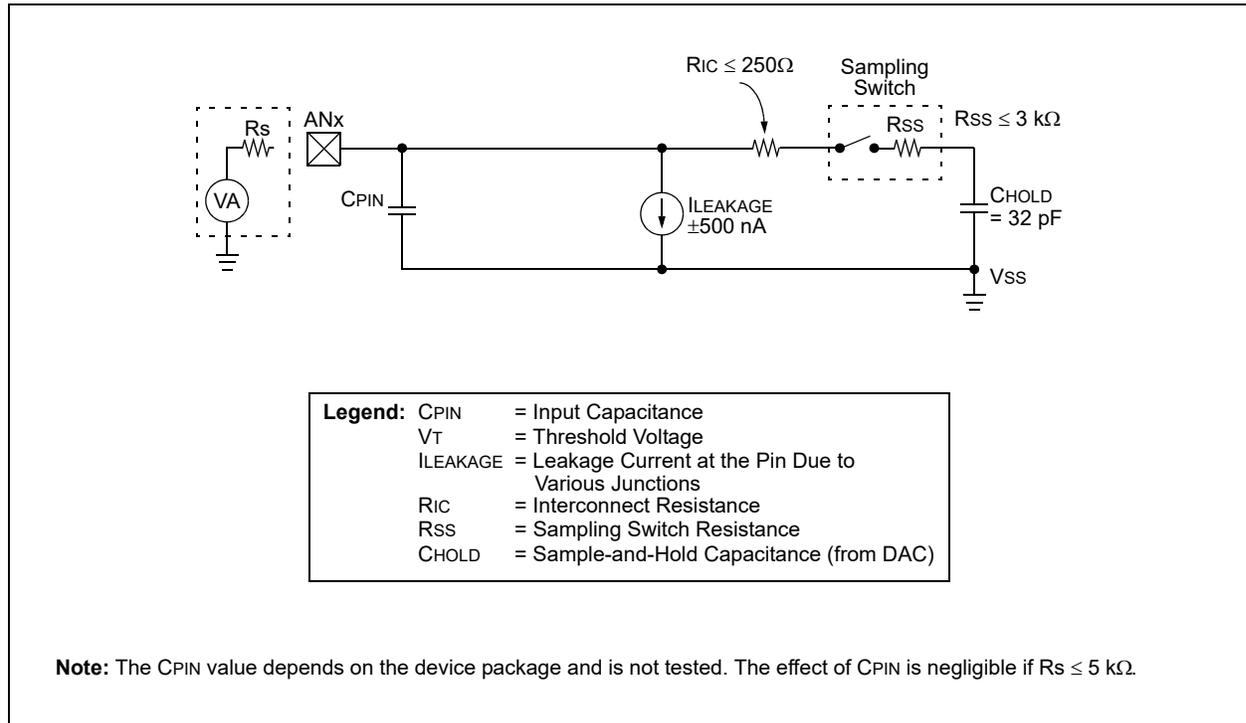 RIC ≤ 250Ω
Sampling
Switch
Rs
ANx
RSS
RSS ≤ 3 kΩ
VA
CPIN
ILEAKAGE
±500 nA
CHOLD
= 32 pF
VSS
Legend: CPIN = Input Capacitance
VT = Threshold Voltage
ILEAKAGE = Leakage Current at the Pin Due to
Various Junctions
RIC = Interconnect Resistance
RSS = Sampling Switch Resistance
CHOLD = Sample-and-Hold Capacitance (from DAC)
Note: The CPIN value depends on the device package and is not tested. The effect of CPIN is negligible if Rs ≤ 5 kΩ.